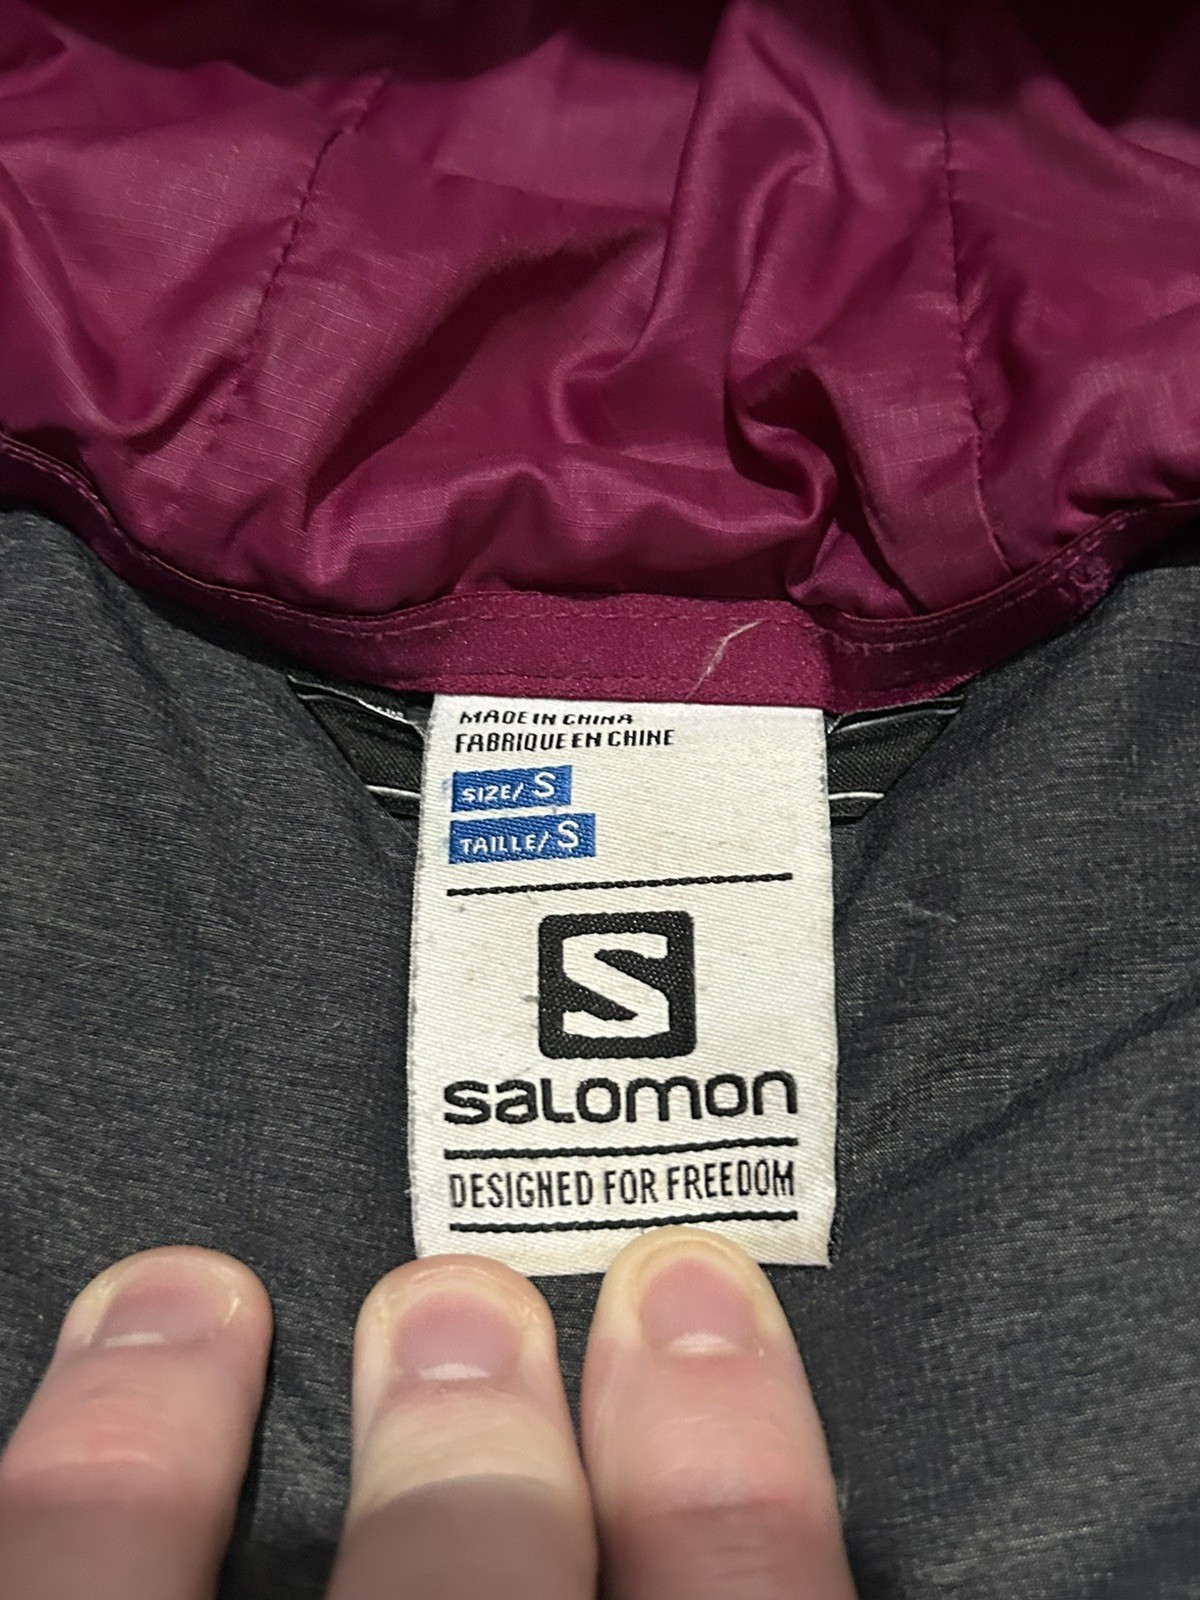 MADE IN CHINA
FABRIQUE EN CHINE
SIZE/ S
TAILLE/ S
S
salomon
DESIGNED FOR FREEDOM